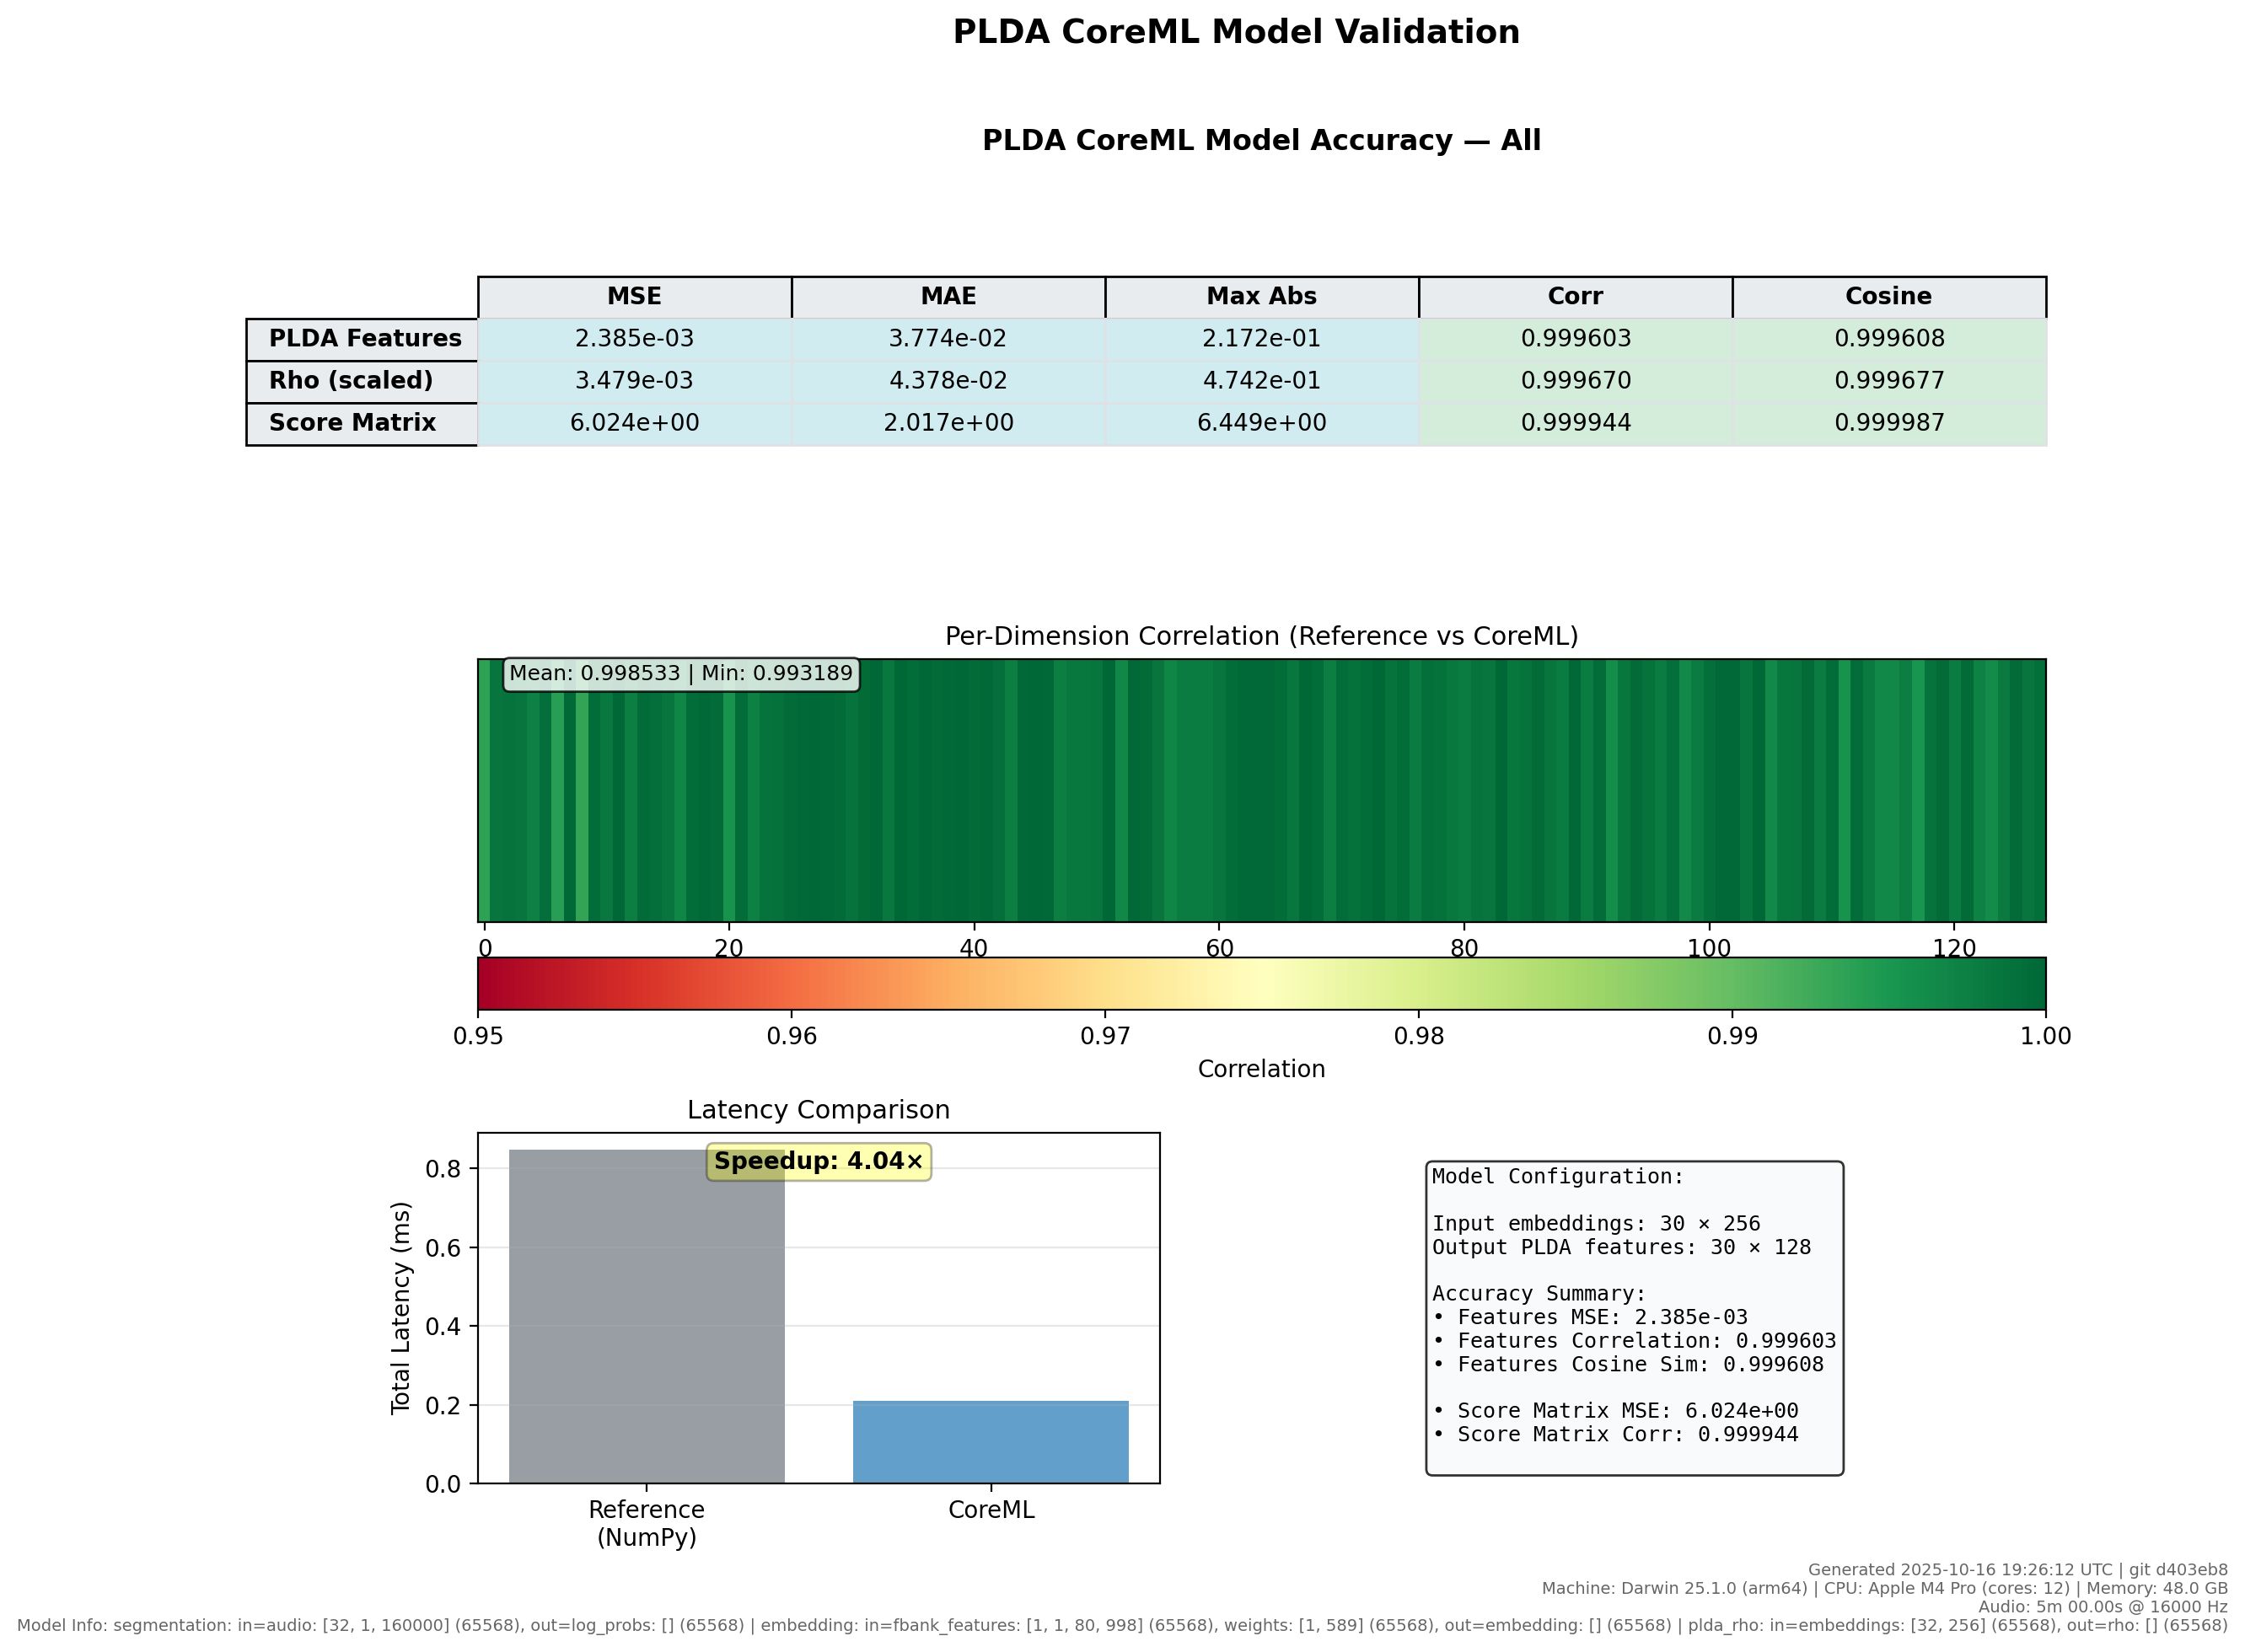 PLDA CoreML Model Validation
PLDA CoreML Model Accuracy — All
MSE MAE Max Abs Corr Cosine
PLDA Features 2.385e-03 3.774e-02 2.172e-01 0.999603 0.999608
Rho (scaled) 3.479e-03 4.378e-02 4.742e-01 0.999670 0.999677
Score Matrix 6.024e+00 2.017e+00 6.449e+00 0.999944 0.999987
Per-Dimension Correlation (Reference vs CoreML)
Mean: 0.998533 | Min: 0.993189
0 20 40 60 80 100 120
0.95 0.96 0.97 0.98 0.99 1.00
Correlation
Latency Comparison
Speedup: 4.04×
Total Latency (ms)
0.8
0.6
0.4
0.2
0.0
Reference
(NumPy)
CoreML
Model Configuration:
Input embeddings: 30 × 256
Output PLDA features: 30 × 128
Accuracy Summary:
• Features MSE: 2.385e-03
• Features Correlation: 0.999603
• Features Cosine Sim: 0.999608
• Score Matrix MSE: 6.024e+00
• Score Matrix Corr: 0.999944
Generated 2025-10-16 19:26:12 UTC | git d403eb8
Machine: Darwin 25.1.0 (arm64) | CPU: Apple M4 Pro (cores: 12) | Memory: 48.0 GB
Audio: 5m 00.00s @ 16000 Hz
Model Info: segmentation: in=audio: [32, 1, 160000] (65568), out=log_probs: [] (65568) | embedding: in=fbank_features: [1, 1, 80, 998] (65568), weights: [1, 589] (65568), out=embedding: [] (65568) | plda_rho: in=embeddings: [32, 256] (65568), out=rho: [] (65568)